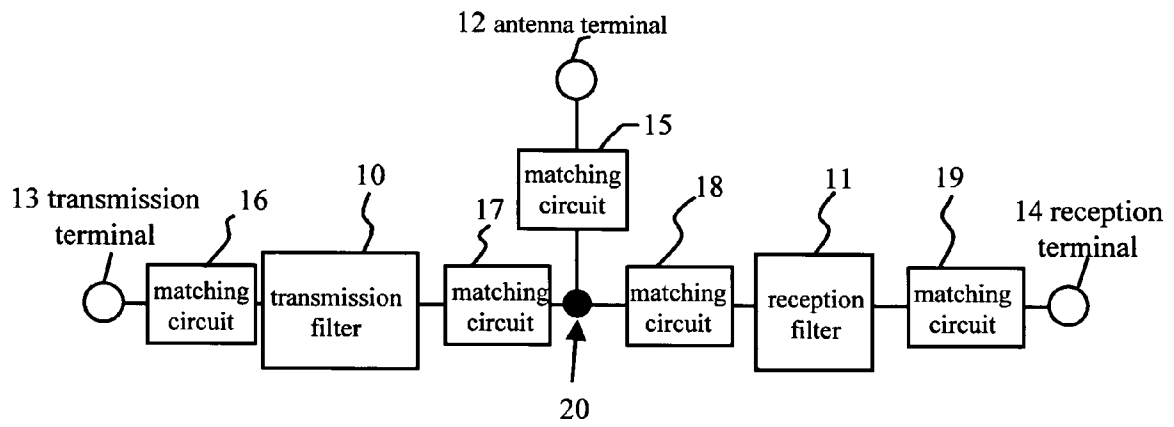 12 antenna terminal
15
matching
circuit
13 transmission
terminal
16
10
17
18
11
19
14 reception
terminal
matching
circuit
transmission
filter
matching
circuit
matching
circuit
reception
filter
matching
circuit
20